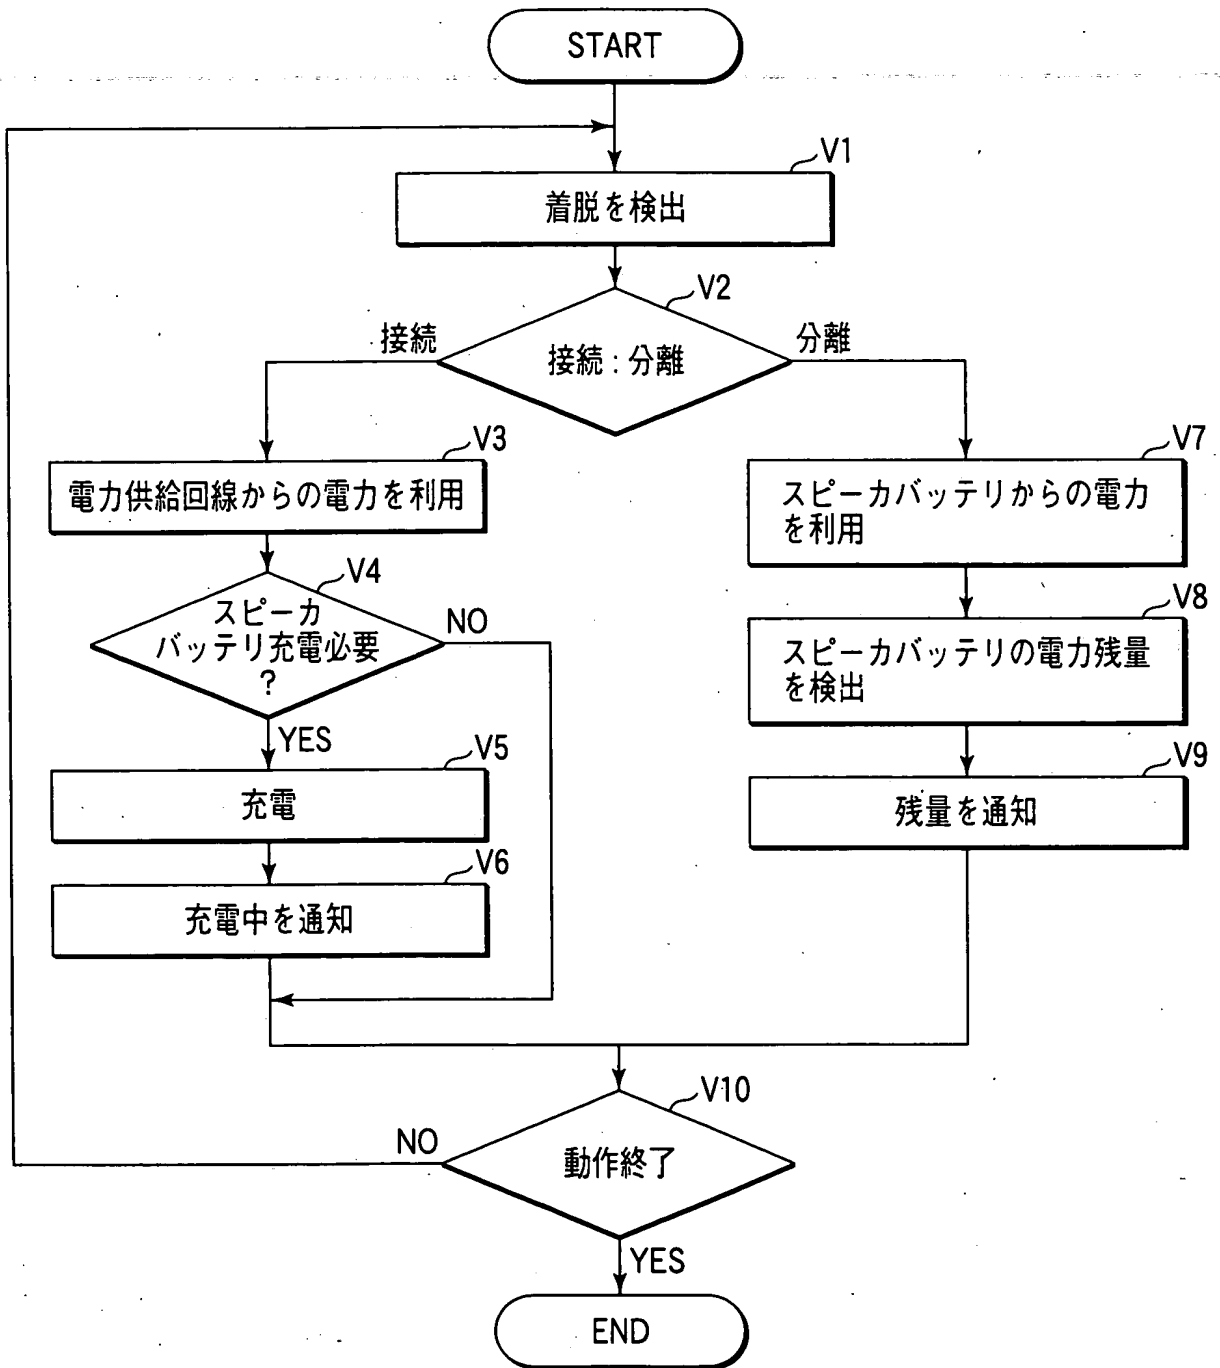 START
V1
着脱を検出
V2
接続
接続:分離
分離
V3
電力供給回線からの電力を利用
V4
スピーカ
バッテリ充電必要
?
NO
YES
V5
充電
V6
充電中を通知
V7
スピーカバッテリからの電力
を利用
V8
スピーカバッテリの電力残量
を検出
V9
残量を通知
V10
動作終了
NO
YES
END